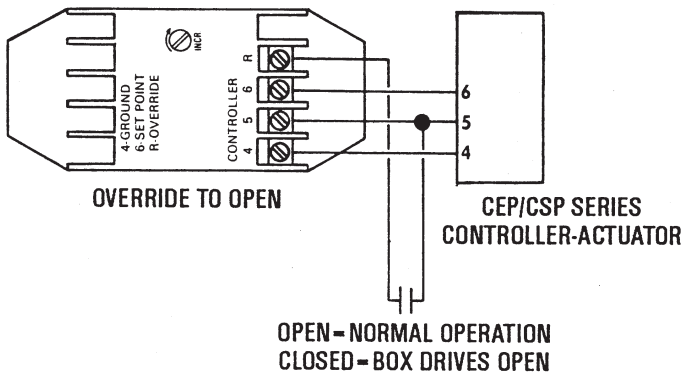 INCR
4-GROUND
6-SET POINT
R-OVERRIDE
CONTROLLER
R
6
5
4
6
5
4
OVERRIDE TO OPEN
CEP/CSP SERIES
CONTROLLER-ACTUATOR
OPEN=NORMAL OPERATION
CLOSED=BOX DRIVES OPEN